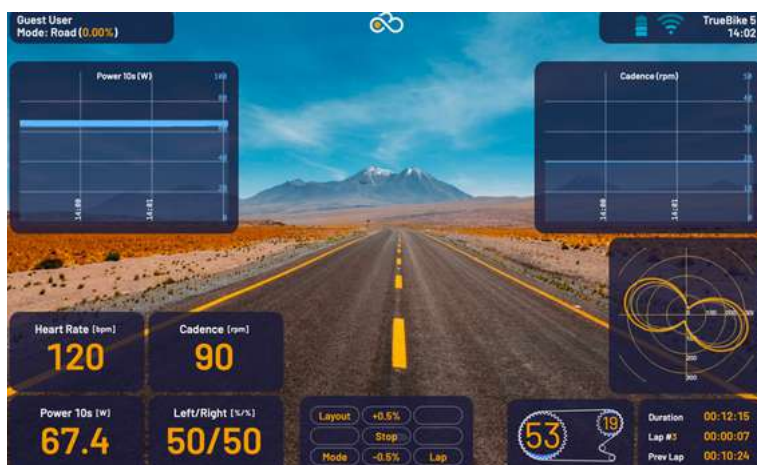 Guest User
Mode: Road (0.00%)
TrueBike 5
14:02
Power 10s (W)
100
80
60
40
20
0
14:00
14:01
Cadence (rpm)
50
40
30
20
10
0
14:00
14:01
Heart Rate [bpm]
120
Cadence [rpm]
90
Power 10s [W]
67.4
Left/Right [%/%]
50/50
Layout
+0.5%
Stop
Mode
-0.5%
Lap
53
19
0
100
200
300
100
200
300
Duration 00:12:15
Lap #3 00:00:07
Prev Lap 00:10:24